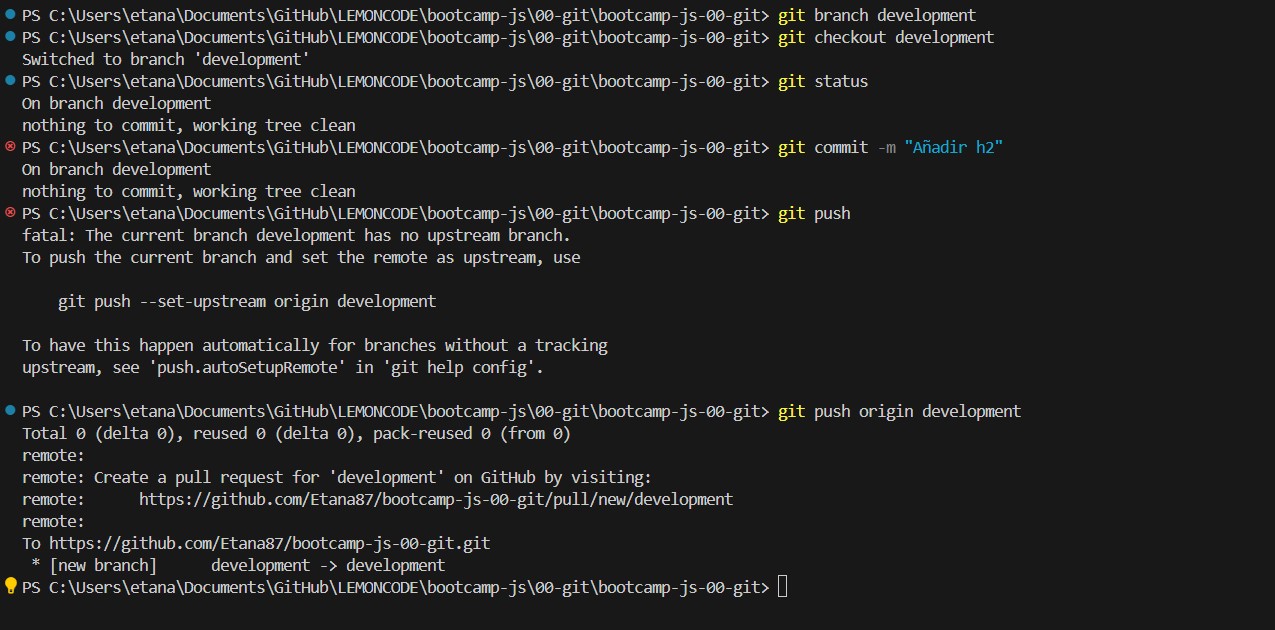 PS C:\Users\etana\Documents\GitHub\LEMONCODE\bootcamp-js\00-git\bootcamp-js-00-git> git branch development
PS C:\Users\etana\Documents\GitHub\LEMONCODE\bootcamp-js\00-git\bootcamp-js-00-git> git checkout development
Switched to branch 'development'
PS C:\Users\etana\Documents\GitHub\LEMONCODE\bootcamp-js\00-git\bootcamp-js-00-git> git status
On branch development
nothing to commit, working tree clean
PS C:\Users\etana\Documents\GitHub\LEMONCODE\bootcamp-js\00-git\bootcamp-js-00-git> git commit -m "Añadir h2"
On branch development
nothing to commit, working tree clean
PS C:\Users\etana\Documents\GitHub\LEMONCODE\bootcamp-js\00-git\bootcamp-js-00-git> git push
fatal: The current branch development has no upstream branch.
To push the current branch and set the remote as upstream, use
    git push --set-upstream origin development
To have this happen automatically for branches without a tracking
upstream, see 'push.autoSetupRemote' in 'git help config'.
PS C:\Users\etana\Documents\GitHub\LEMONCODE\bootcamp-js\00-git\bootcamp-js-00-git> git push origin development
Total 0 (delta 0), reused 0 (delta 0), pack-reused 0 (from 0)
remote:
remote: Create a pull request for 'development' on GitHub by visiting:
remote:      https://github.com/Etana87/bootcamp-js-00-git/pull/new/development
remote:
To https://github.com/Etana87/bootcamp-js-00-git.git
 * [new branch]      development -> development
PS C:\Users\etana\Documents\GitHub\LEMONCODE\bootcamp-js\00-git\bootcamp-js-00-git>